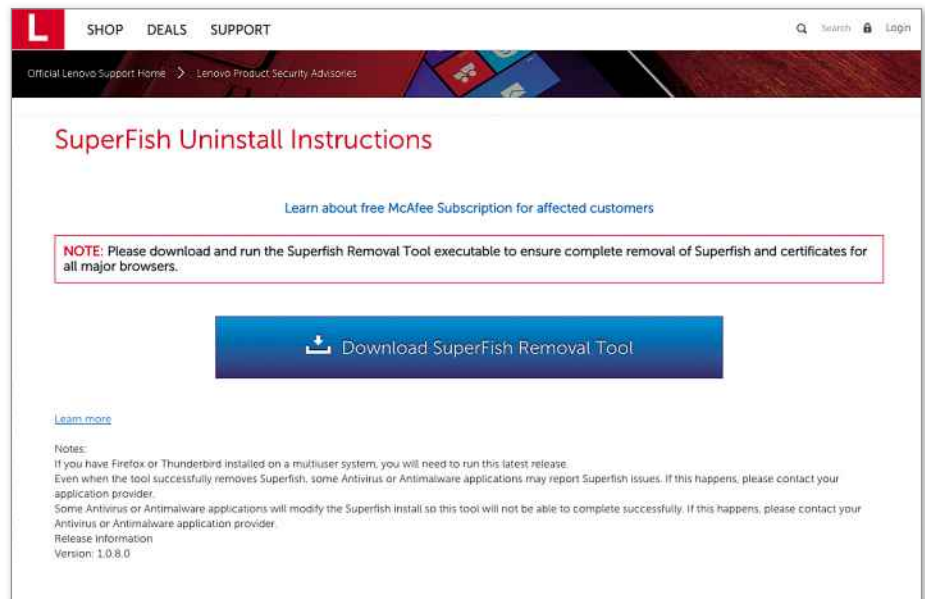 L SHOP DEALS SUPPORT Search Login
Official Lenovo Support Home > Lenovo Product Security Advisories
SuperFish Uninstall Instructions
Learn about free McAfee Subscription for affected customers
NOTE: Please download and run the Superfish Removal Tool executable to ensure complete removal of Superfish and certificates for
all major browsers.
Download SuperFish Removal Tool
Learn more
Notes:
If you have Firefox or Thunderbird installed on a multiuser system, you will need to run this latest release.
Even when the tool successfully removes Superfish, some Antivirus or Antimalware applications may report Superfish issues. If this happens, please contact your
application provider.
Some Antivirus or Antimalware applications will modify the Superfish install so this tool will not be able to complete successfully. If this happens, please contact your
Antivirus or Antimalware application provider.
Release Information
Version: 1.0.8.0